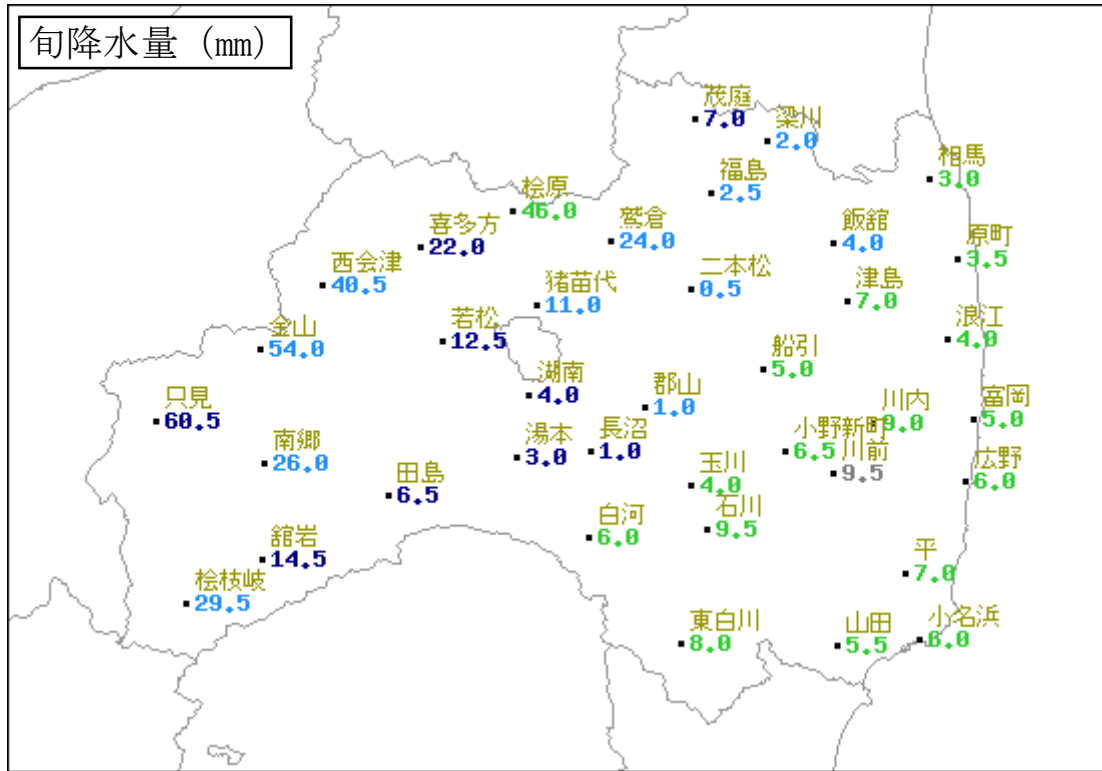 旬降水量 (mm)
茂庭
7.0
梁川
2.0
相馬
3.0
福島
2.5
桧原
46.0
喜多方
22.0
鷲倉
24.0
飯舘
4.0
原町
3.5
西会津
40.5
猪苗代
11.0
二本松
0.5
津島
7.0
金山
54.0
若松
12.5
浪江
4.0
船引
5.0
湖南
4.0
郡山
1.0
只見
60.5
川内
9.0
富岡
5.0
南郷
26.0
湯本
3.0
長沼
1.0
小野新町
6.5
川前
9.5
広野
6.0
田島
6.5
玉川
4.0
石川
9.5
白河
6.0
舘岩
14.5
桧枝岐
29.5
平
7.0
東白川
8.0
山田
5.5
小名浜
6.0